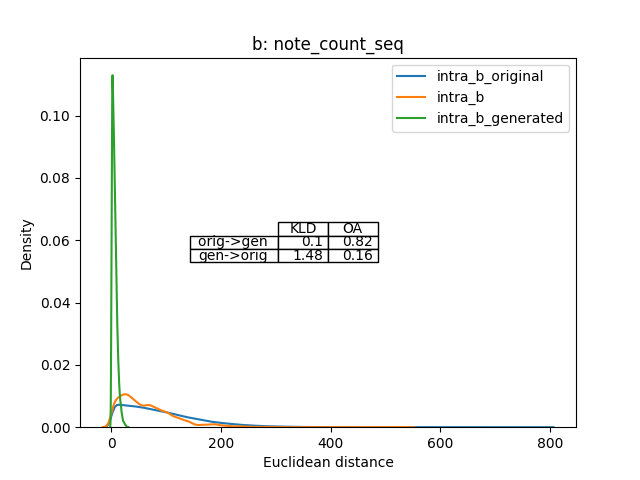 b: note_count_seq
intra_b_original
intra_b
intra_b_generated
Density
0.10
0.08
0.06
0.04
0.02
0.00
KLD OA
orig->gen 0.1 0.82
gen->orig 1.48 0.16
0 200 400 600 800
Euclidean distance